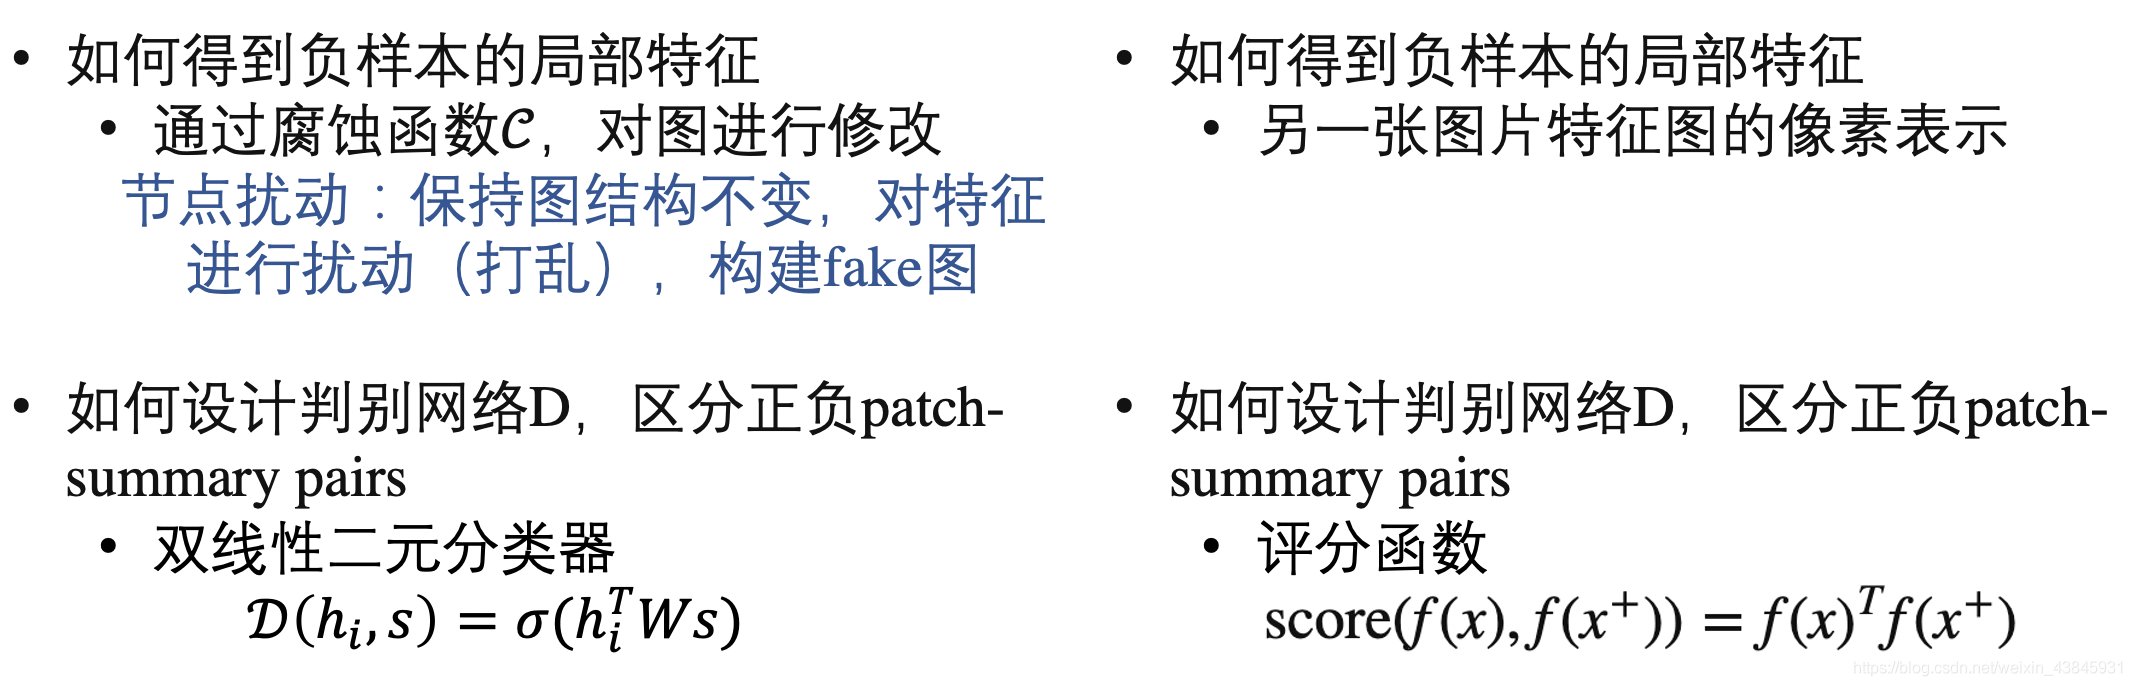 • 如何得到负样本的局部特征
• 通过腐蚀函数𝒞，对图进行修改
节点扰动：保持图结构不变，对特征
进行扰动（打乱），构建fake图
• 如何设计判别网络D，区分正负patch-
summary pairs
• 双线性二元分类器
𝒟(hᵢ, s) = σ(hᵢᵀWs)
• 如何得到负样本的局部特征
• 另一张图片特征图的像素表示
• 如何设计判别网络D，区分正负patch-
summary pairs
• 评分函数
score(f(x), f(x⁺)) = f(x)ᵀf(x⁺)
https://blog.csdn.net/weixin_43845931